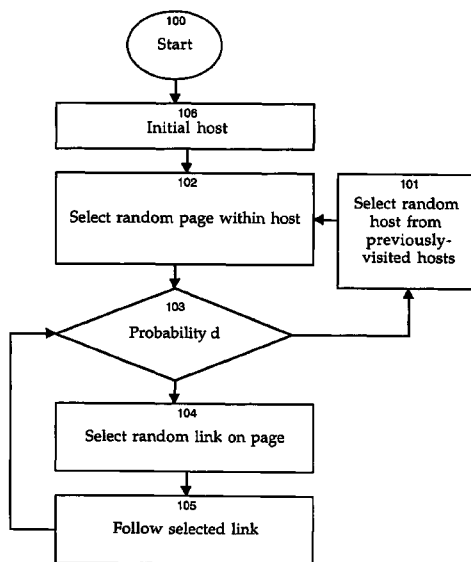 100
Start
106
Initial host
102
Select random page within host
101
Select random
host from
previously-
visited hosts
103
Probability d
104
Select random link on page
105
Follow selected link